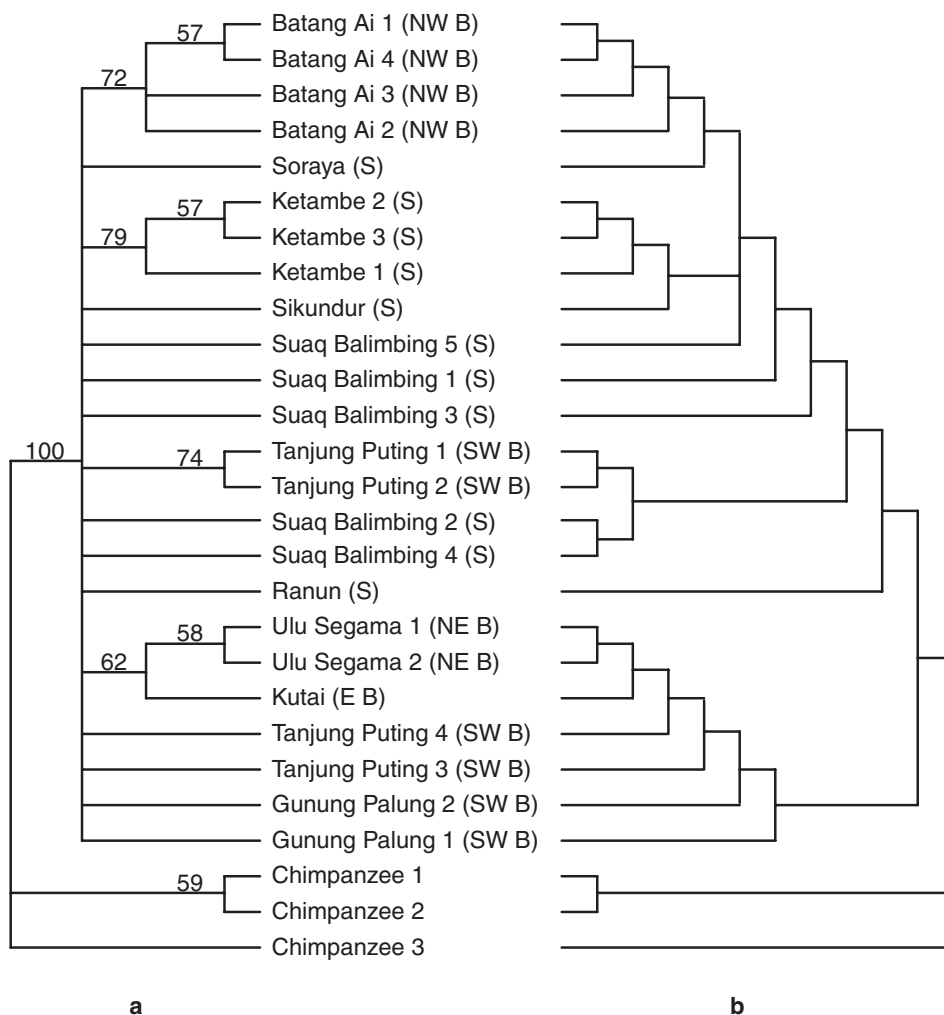 57 Batang Ai 1 (NW B)
Batang Ai 4 (NW B)
72 Batang Ai 3 (NW B)
Batang Ai 2 (NW B)
Soraya (S)
57 Ketambe 2 (S)
79 Ketambe 3 (S)
Ketambe 1 (S)
Sikundur (S)
Suaq Balimbing 5 (S)
Suaq Balimbing 1 (S)
Suaq Balimbing 3 (S)
100 74 Tanjung Puting 1 (SW B)
Tanjung Puting 2 (SW B)
Suaq Balimbing 2 (S)
Suaq Balimbing 4 (S)
Ranun (S)
58 Ulu Segama 1 (NE B)
62 Ulu Segama 2 (NE B)
Kutai (E B)
Tanjung Puting 4 (SW B)
Tanjung Puting 3 (SW B)
Gunung Palung 2 (SW B)
Gunung Palung 1 (SW B)
59 Chimpanzee 1
Chimpanzee 2
Chimpanzee 3
a b